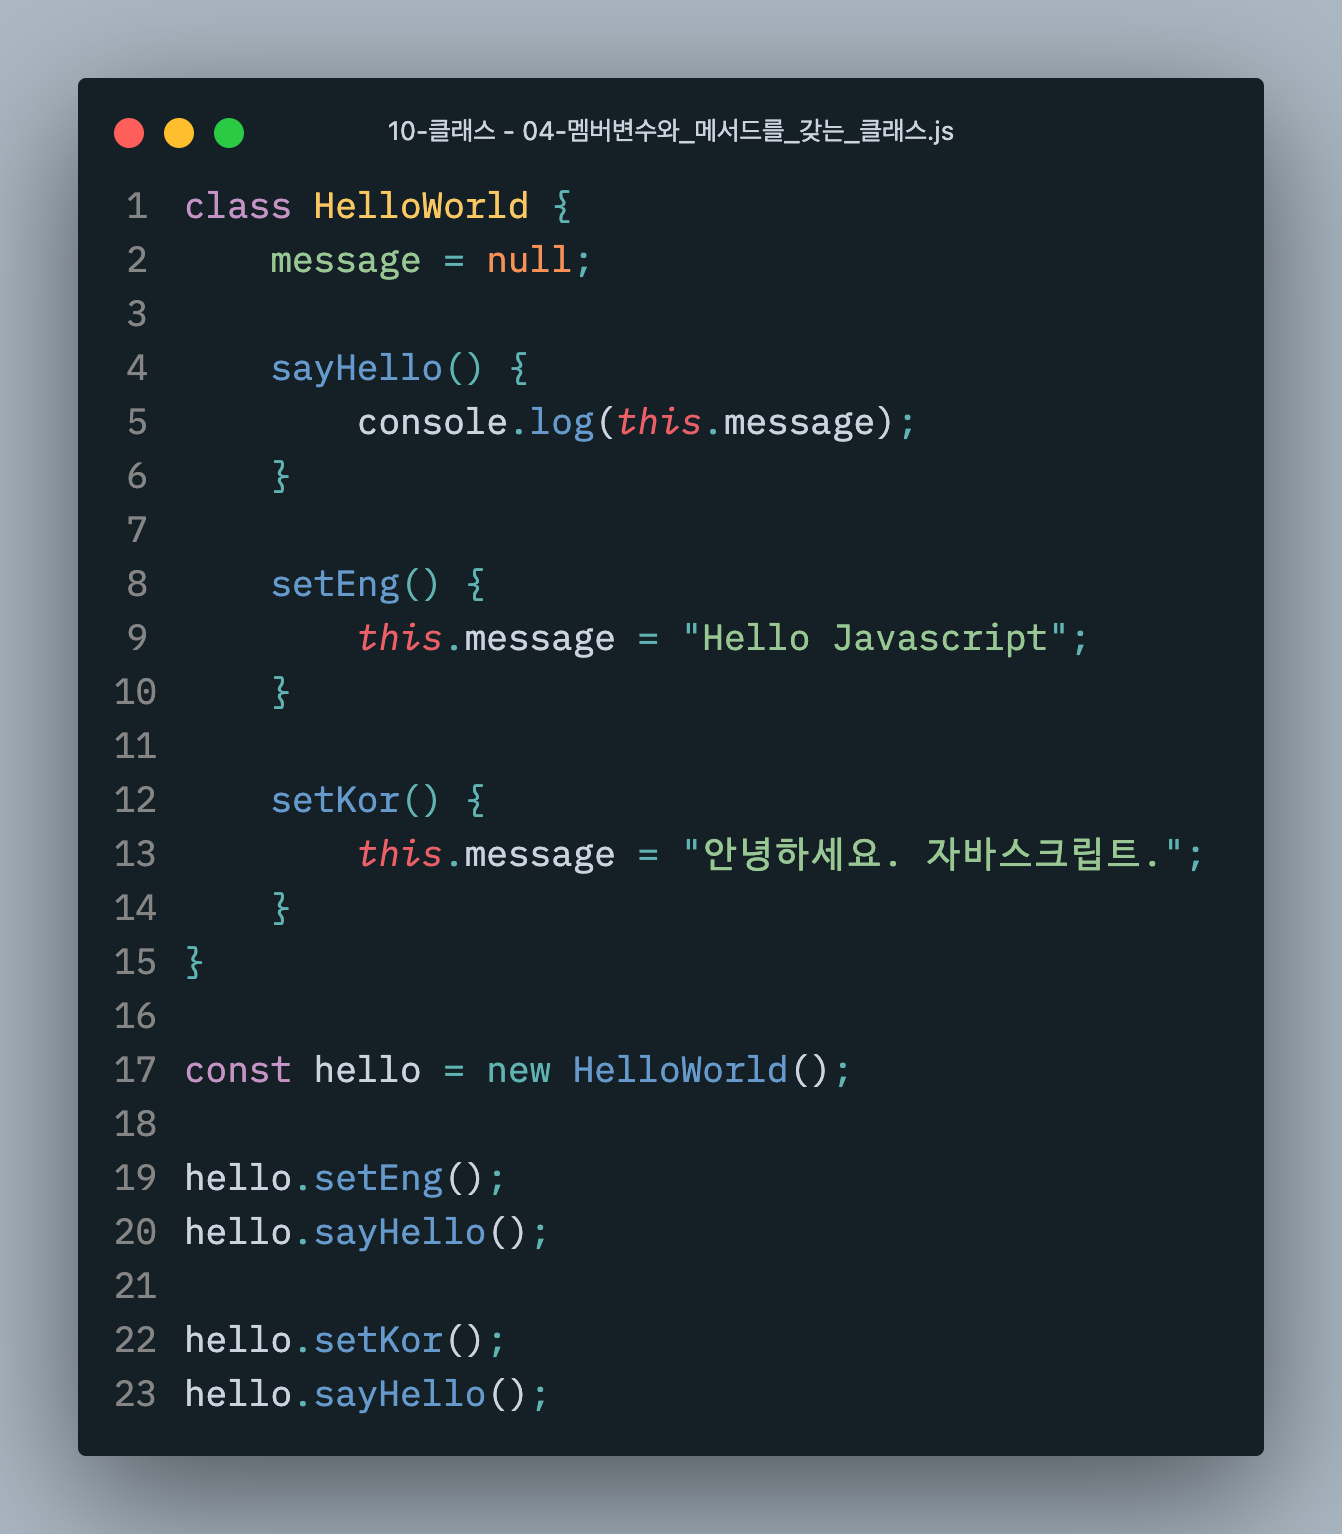 10-클래스 - 04-멤버변수와_메서드를_갖는_클래스.js
1 class HelloWorld {
2     message = null;
3
4     sayHello() {
5         console.log(this.message);
6     }
7
8     setEng() {
9         this.message = "Hello Javascript";
10     }
11
12     setKor() {
13         this.message = "안녕하세요. 자바스크립트.";
14     }
15 }
16
17 const hello = new HelloWorld();
18
19 hello.setEng();
20 hello.sayHello();
21
22 hello.setKor();
23 hello.sayHello();